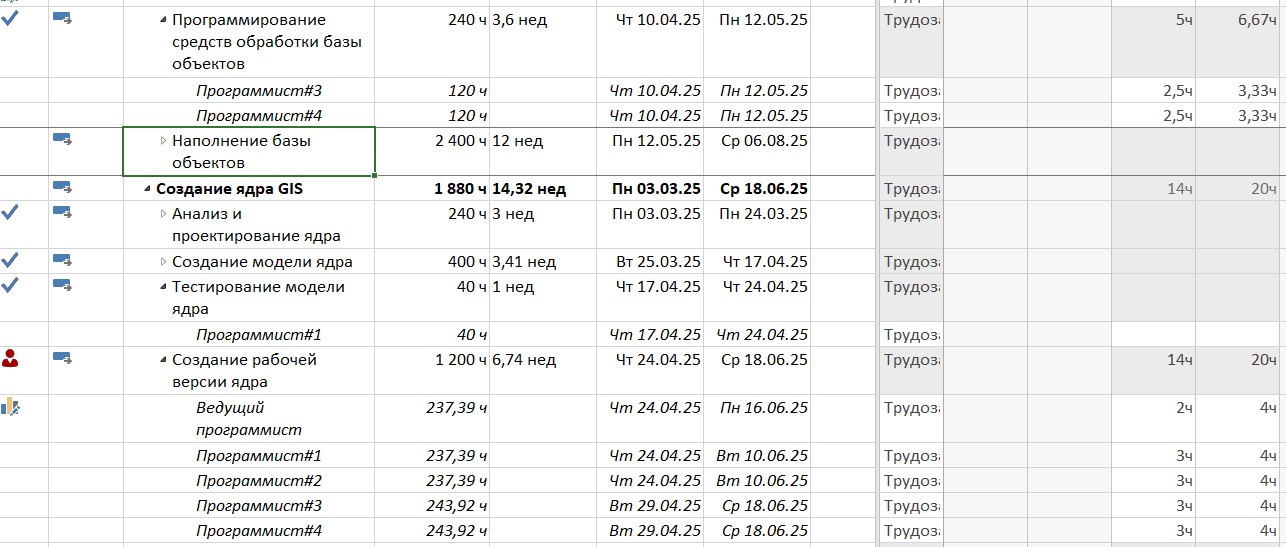 Программирование 240 ч 3,6 нед Чт 10.04.25 Пн 12.05.25 5ч 6,67ч
средств обработки базы
объектов
Программист#3 120 ч Чт 10.04.25 Пн 12.05.25 Трудоз 2,5ч 3,33ч
Программист#4 120 ч Чт 10.04.25 Пн 12.05.25 Трудоз 2,5ч 3,33ч
Наполнение базы 2 400 ч 12 нед Пн 12.05.25 Ср 06.08.25 Трудоз
объектов
Создание ядра GIS 1 880 ч 14,32 нед Пн 03.03.25 Ср 18.06.25 Трудоз 14ч 20ч
Анализ и 240 ч 3 нед Пн 03.03.25 Пн 24.03.25 Трудоз
проектирование ядра
Создание модели ядра 400 ч 3,41 нед Вт 25.03.25 Чт 17.04.25 Трудоз
Тестирование модели 40 ч 1 нед Чт 17.04.25 Чт 24.04.25 Трудоз
ядра
Программист#1 40 ч Чт 17.04.25 Чт 24.04.25 Трудоз
Создание рабочей 1 200 ч 6,74 нед Чт 24.04.25 Ср 18.06.25 Трудоз 14ч 20ч
версии ядра
Ведущий 237,39 ч Чт 24.04.25 Пн 16.06.25 Трудоз 2ч 4ч
программист
Программист#1 237,39 ч Чт 24.04.25 Вт 10.06.25 Трудоз 3ч 4ч
Программист#2 237,39 ч Чт 24.04.25 Вт 10.06.25 Трудоз 3ч 4ч
Программист#3 243,92 ч Вт 29.04.25 Ср 18.06.25 Трудоз 3ч 4ч
Программист#4 243,92 ч Вт 29.04.25 Ср 18.06.25 Трудоз 3ч 4ч